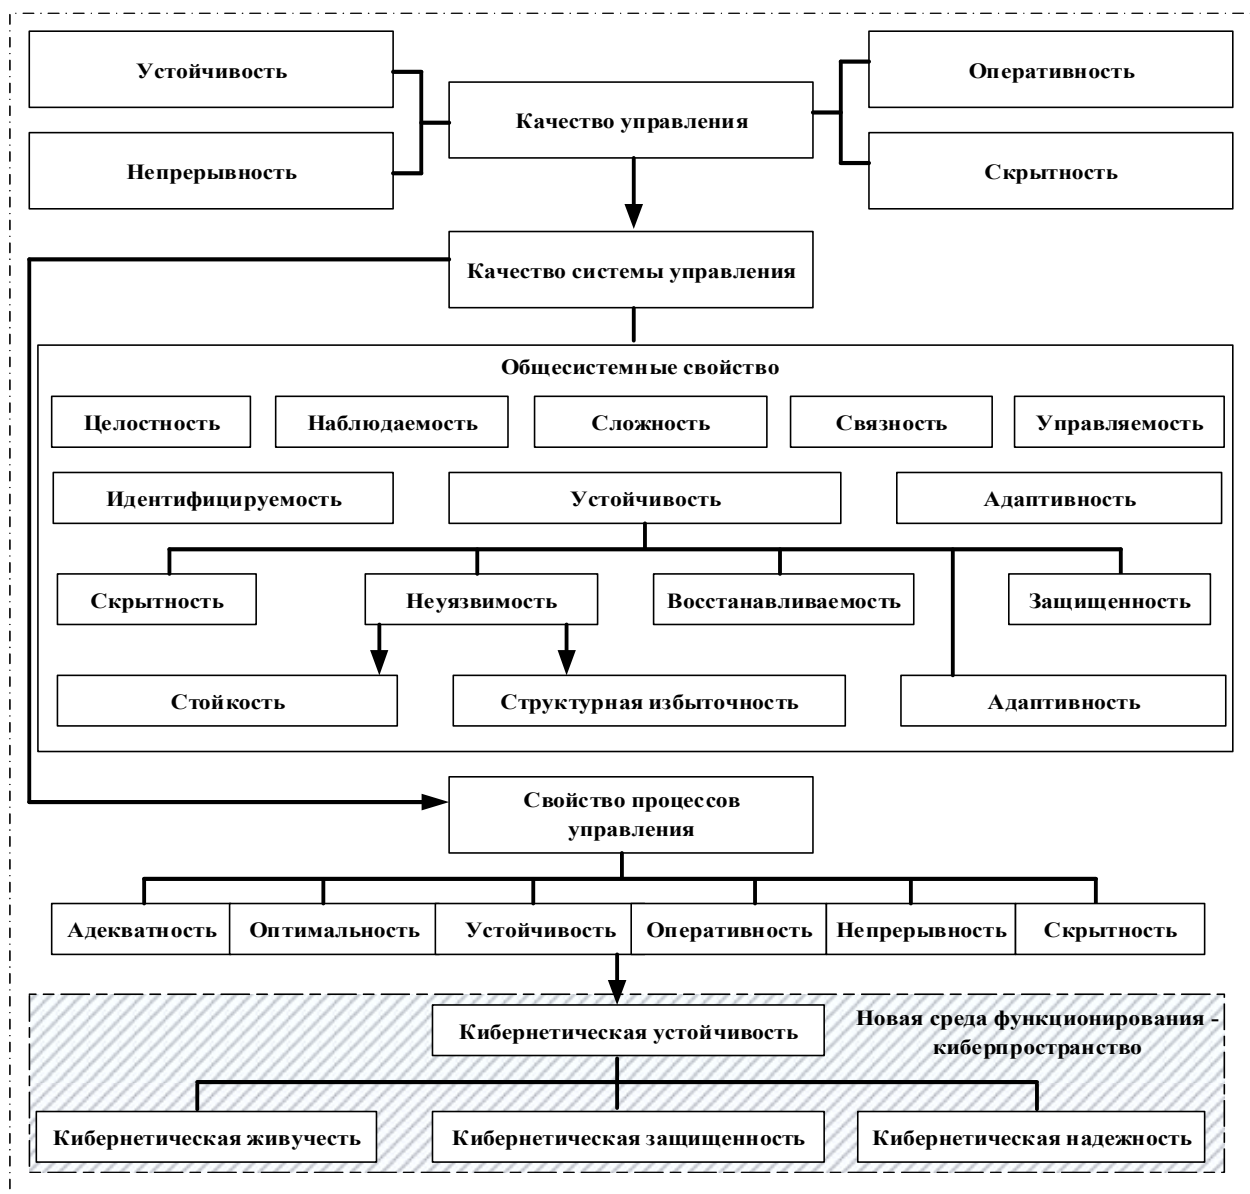 Устойчивость
Оперативность
Качество управления
Непрерывность
Скрытность
Качество системы управления
Общесистемные свойство
Целостность
Наблюдаемость
Сложность
Связность
Управляемость
Идентифицируемость
Устойчивость
Адаптивность
Скрытность
Неуязвимость
Восстанавливаемость
Защищенность
Стойкость
Структурная избыточность
Адаптивность
Свойство процессов
управления
Адекватность
Оптимальность
Устойчивость
Оперативность
Непрерывность
Скрытность
Кибернетическая устойчивость
Новая среда функционирования -
киберпространство
Кибернетическая живучесть
Кибернетическая защищенность
Кибернетическая надежность